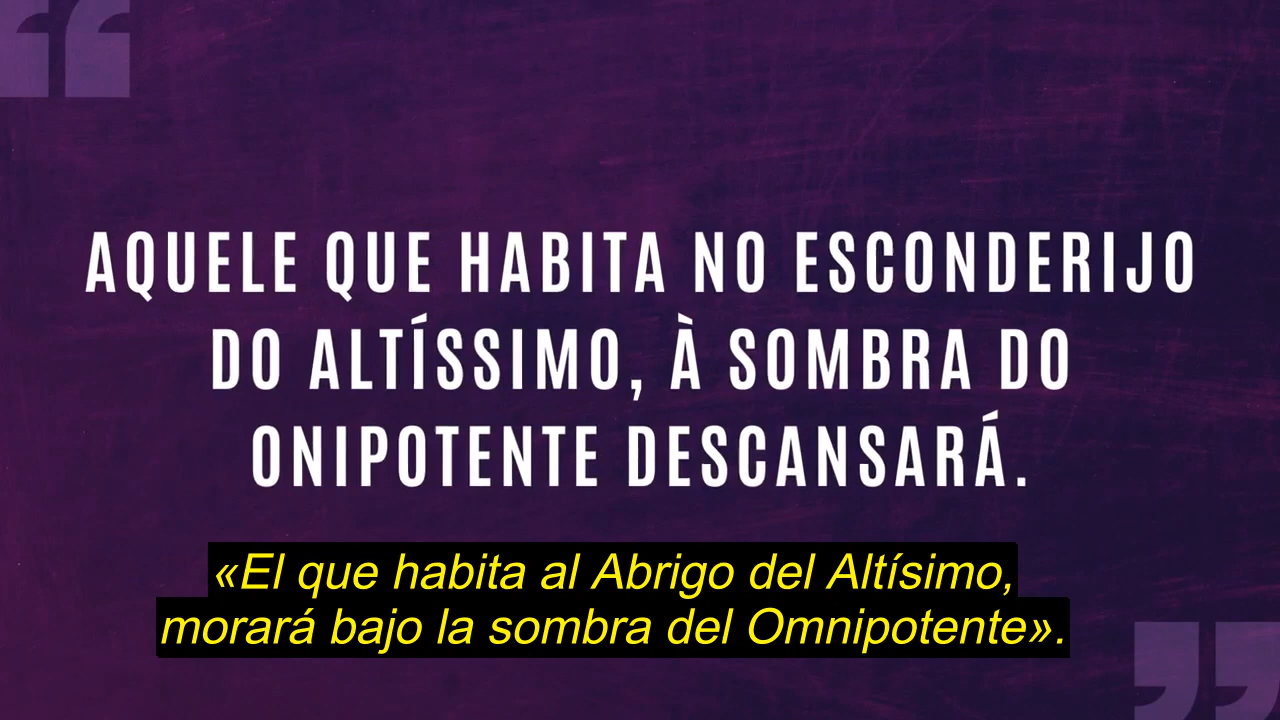 AQUELE QUE HABITA NO ESCONDERIJO
DO ALTÍSSIMO, À SOMBRA DO
ONIPOTENTE DESCANSARÁ.
«El que habita al Abrigo del Altísimo,
morará bajo la sombra del Omnipotente».